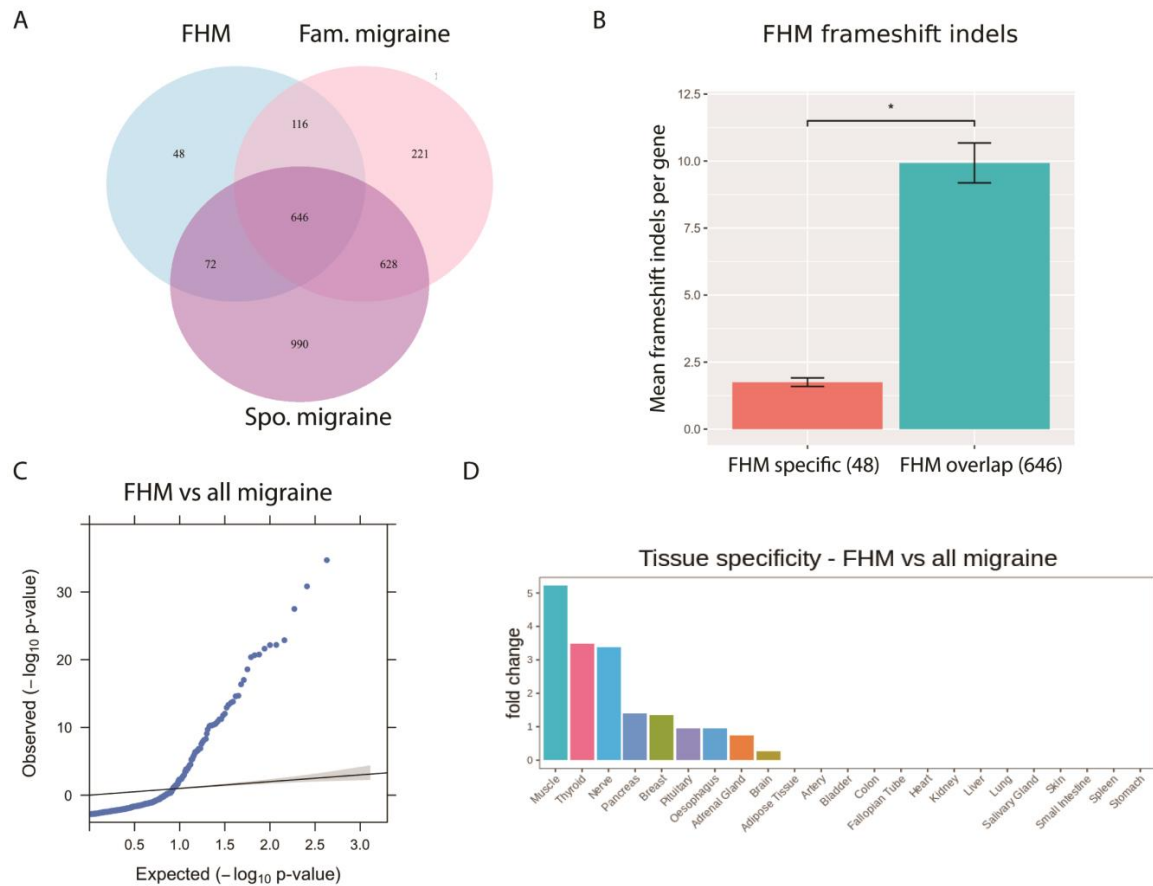 A
FHM
Fam. migraine
116
48
221
646
72
628
990
Spo. migraine
B
FHM frameshift indels
Mean frameshift indels per gene
12.5
10.0
7.5
5.0
2.5
0.0
*
FHM specific (48)
FHM overlap (646)
C
FHM vs all migraine
Observed (−log10 p-value)
30
20
10
0
0.5 1.0 1.5 2.0 2.5 3.0
Expected (−log10 p-value)
D
Tissue specificity - FHM vs all migraine
fold change
5
4
3
2
1
0
Muscle
Thyroid
Nerve
Pancreas
Breast
Pituitary
Oesophagus
Adrenal Gland
Brain
Adipose Tissue
Artery
Bladder
Colon
Fallopian Tube
Heart
Kidney
Liver
Lung
Salivary Gland
Skin
Small Intestine
Spleen
Stomach